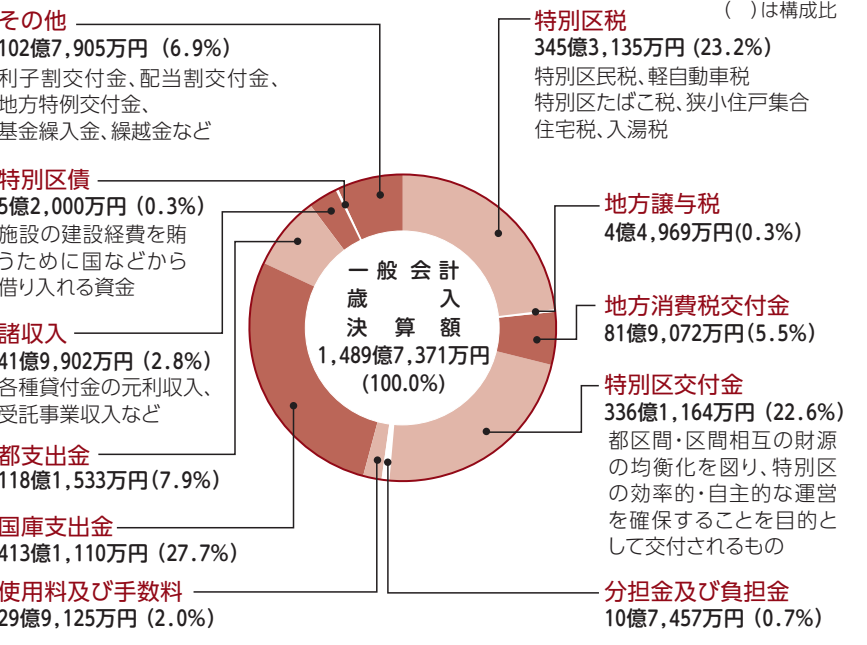 （ ）は構成比
その他
102億7,905万円（6.9%）
利子割交付金、配当割交付金、
地方特例交付金、
基金繰入金、繰越金など
特別区債
5億2,000万円（0.3%）
施設の建設経費を賄
うために国などから
借り入れる資金
諸収入
41億9,902万円（2.8%）
各種貸付金の元利収入、
受託事業収入など
都支出金
118億1,533万円（7.9%）
国庫支出金
413億1,110万円（27.7%）
使用料及び手数料
29億9,125万円（2.0%）
一般会計
歳入
決算額
1,489億7,371万円
（100.0%）
特別区税
345億3,135万円（23.2%）
特別区民税、軽自動車税
特別区たばこ税、狭小住戸集合
住宅税、入湯税
地方譲与税
4億4,969万円（0.3%）
地方消費税交付金
81億9,072万円（5.5%）
特別区交付金
336億1,164万円（22.6%）
都区間・区間相互の財源
の均衡化を図り、特別区
の効率的・自主的な運営
を確保することを目的と
して交付されるもの
分担金及び負担金
10億7,457万円（0.7%）